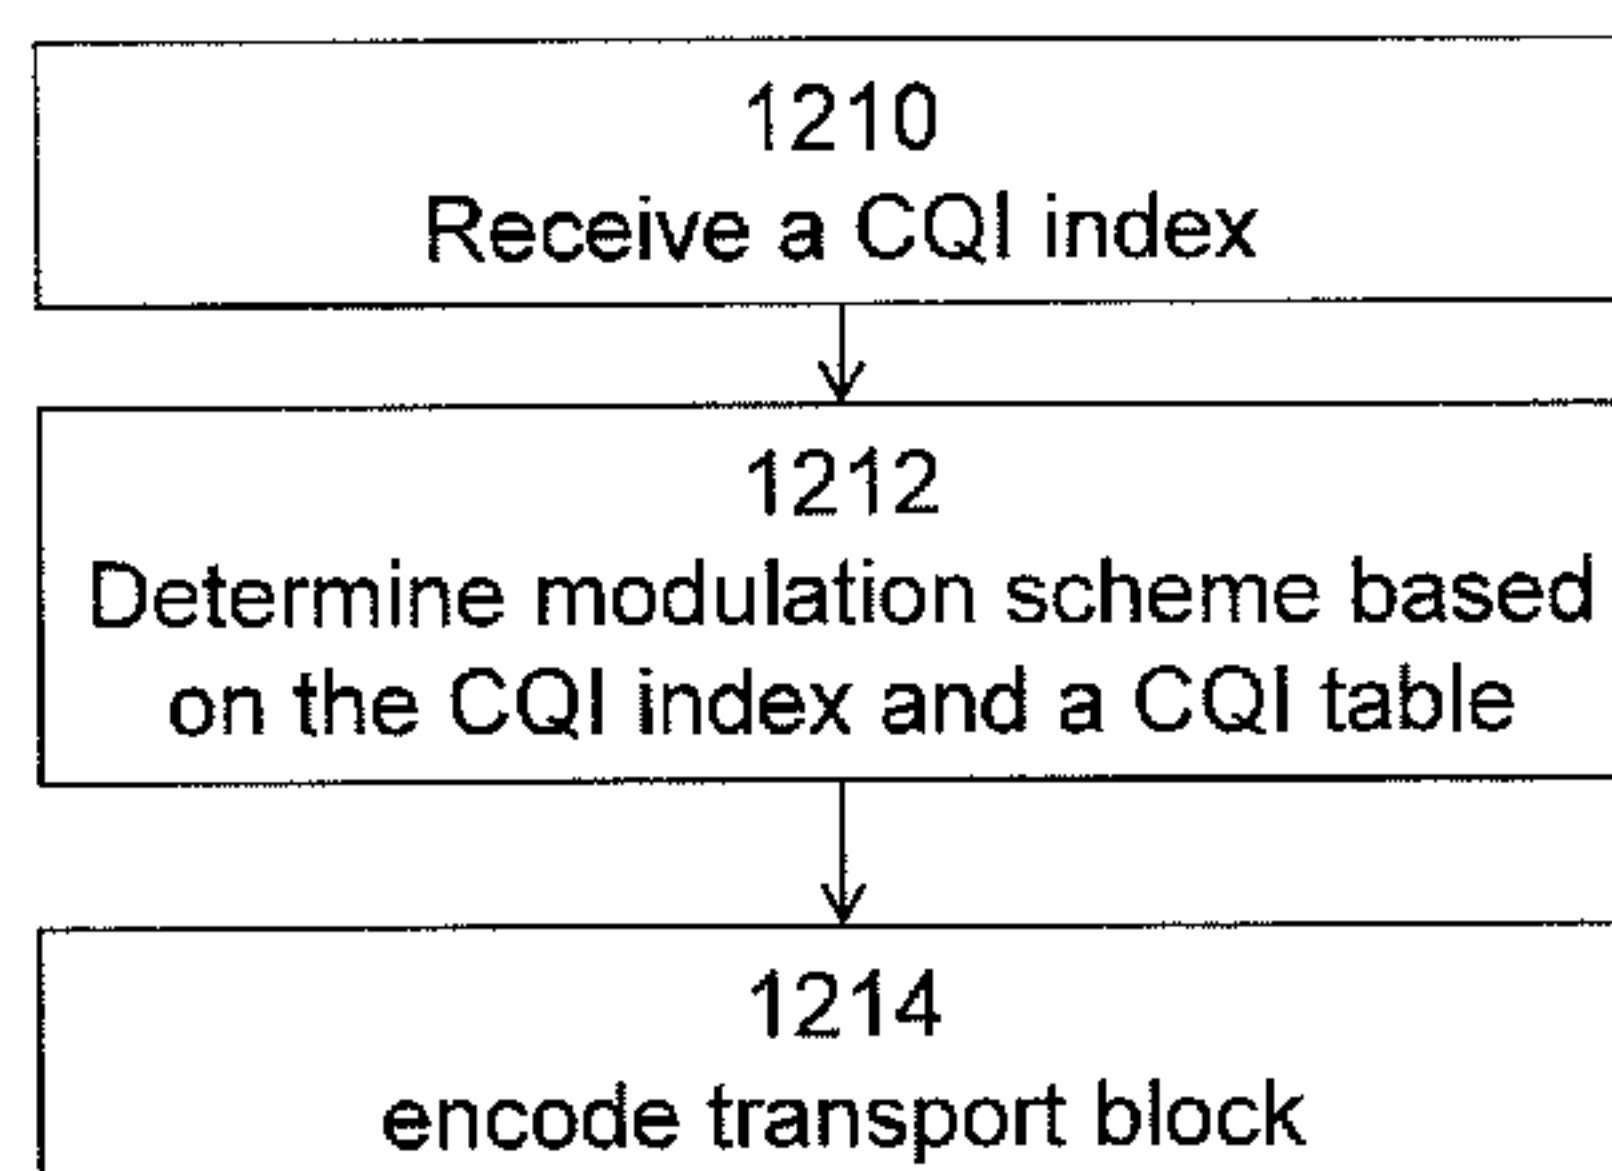 1210
Receive a CQI index
1212
Determine modulation scheme based
on the CQI index and a CQI table
1214
encode transport block